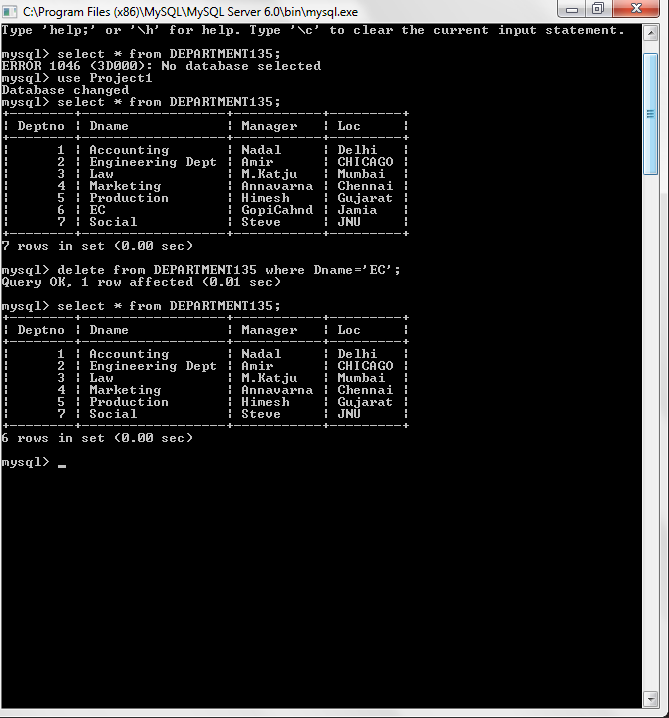 C:\Program Files (x86)\MySQL\MySQL Server 6.0\bin\mysql.exe
Type 'help;' or '\h' for help. Type '\c' to clear the current input statement.
mysql> select * from DEPARTMENT135;
ERROR 1046 (3D000): No database selected
mysql> use Project1
Database changed
mysql> select * from DEPARTMENT135;
+--------+------------------+-----------+---------+
| Deptno | Dname            | Manager   | Loc     |
+--------+------------------+-----------+---------+
|      1 | Accounting       | Nadal     | Delhi   |
|      2 | Engineering Dept | Amir      | CHICAGO |
|      3 | Law              | M.Katju   | Mumbai  |
|      4 | Marketing        | Annavarna | Chennai |
|      5 | Production       | Himesh    | Gujarat |
|      6 | EC               | GopiCahnd | Jamia   |
|      7 | Social           | Steve     | JNU     |
+--------+------------------+-----------+---------+
7 rows in set (0.00 sec)
mysql> delete from DEPARTMENT135 where Dname='EC';
Query OK, 1 row affected (0.01 sec)
mysql> select * from DEPARTMENT135;
+--------+------------------+-----------+---------+
| Deptno | Dname            | Manager   | Loc     |
+--------+------------------+-----------+---------+
|      1 | Accounting       | Nadal     | Delhi   |
|      2 | Engineering Dept | Amir      | CHICAGO |
|      3 | Law              | M.Katju   | Mumbai  |
|      4 | Marketing        | Annavarna | Chennai |
|      5 | Production       | Himesh    | Gujarat |
|      7 | Social           | Steve     | JNU     |
+--------+------------------+-----------+---------+
6 rows in set (0.00 sec)
mysql> _